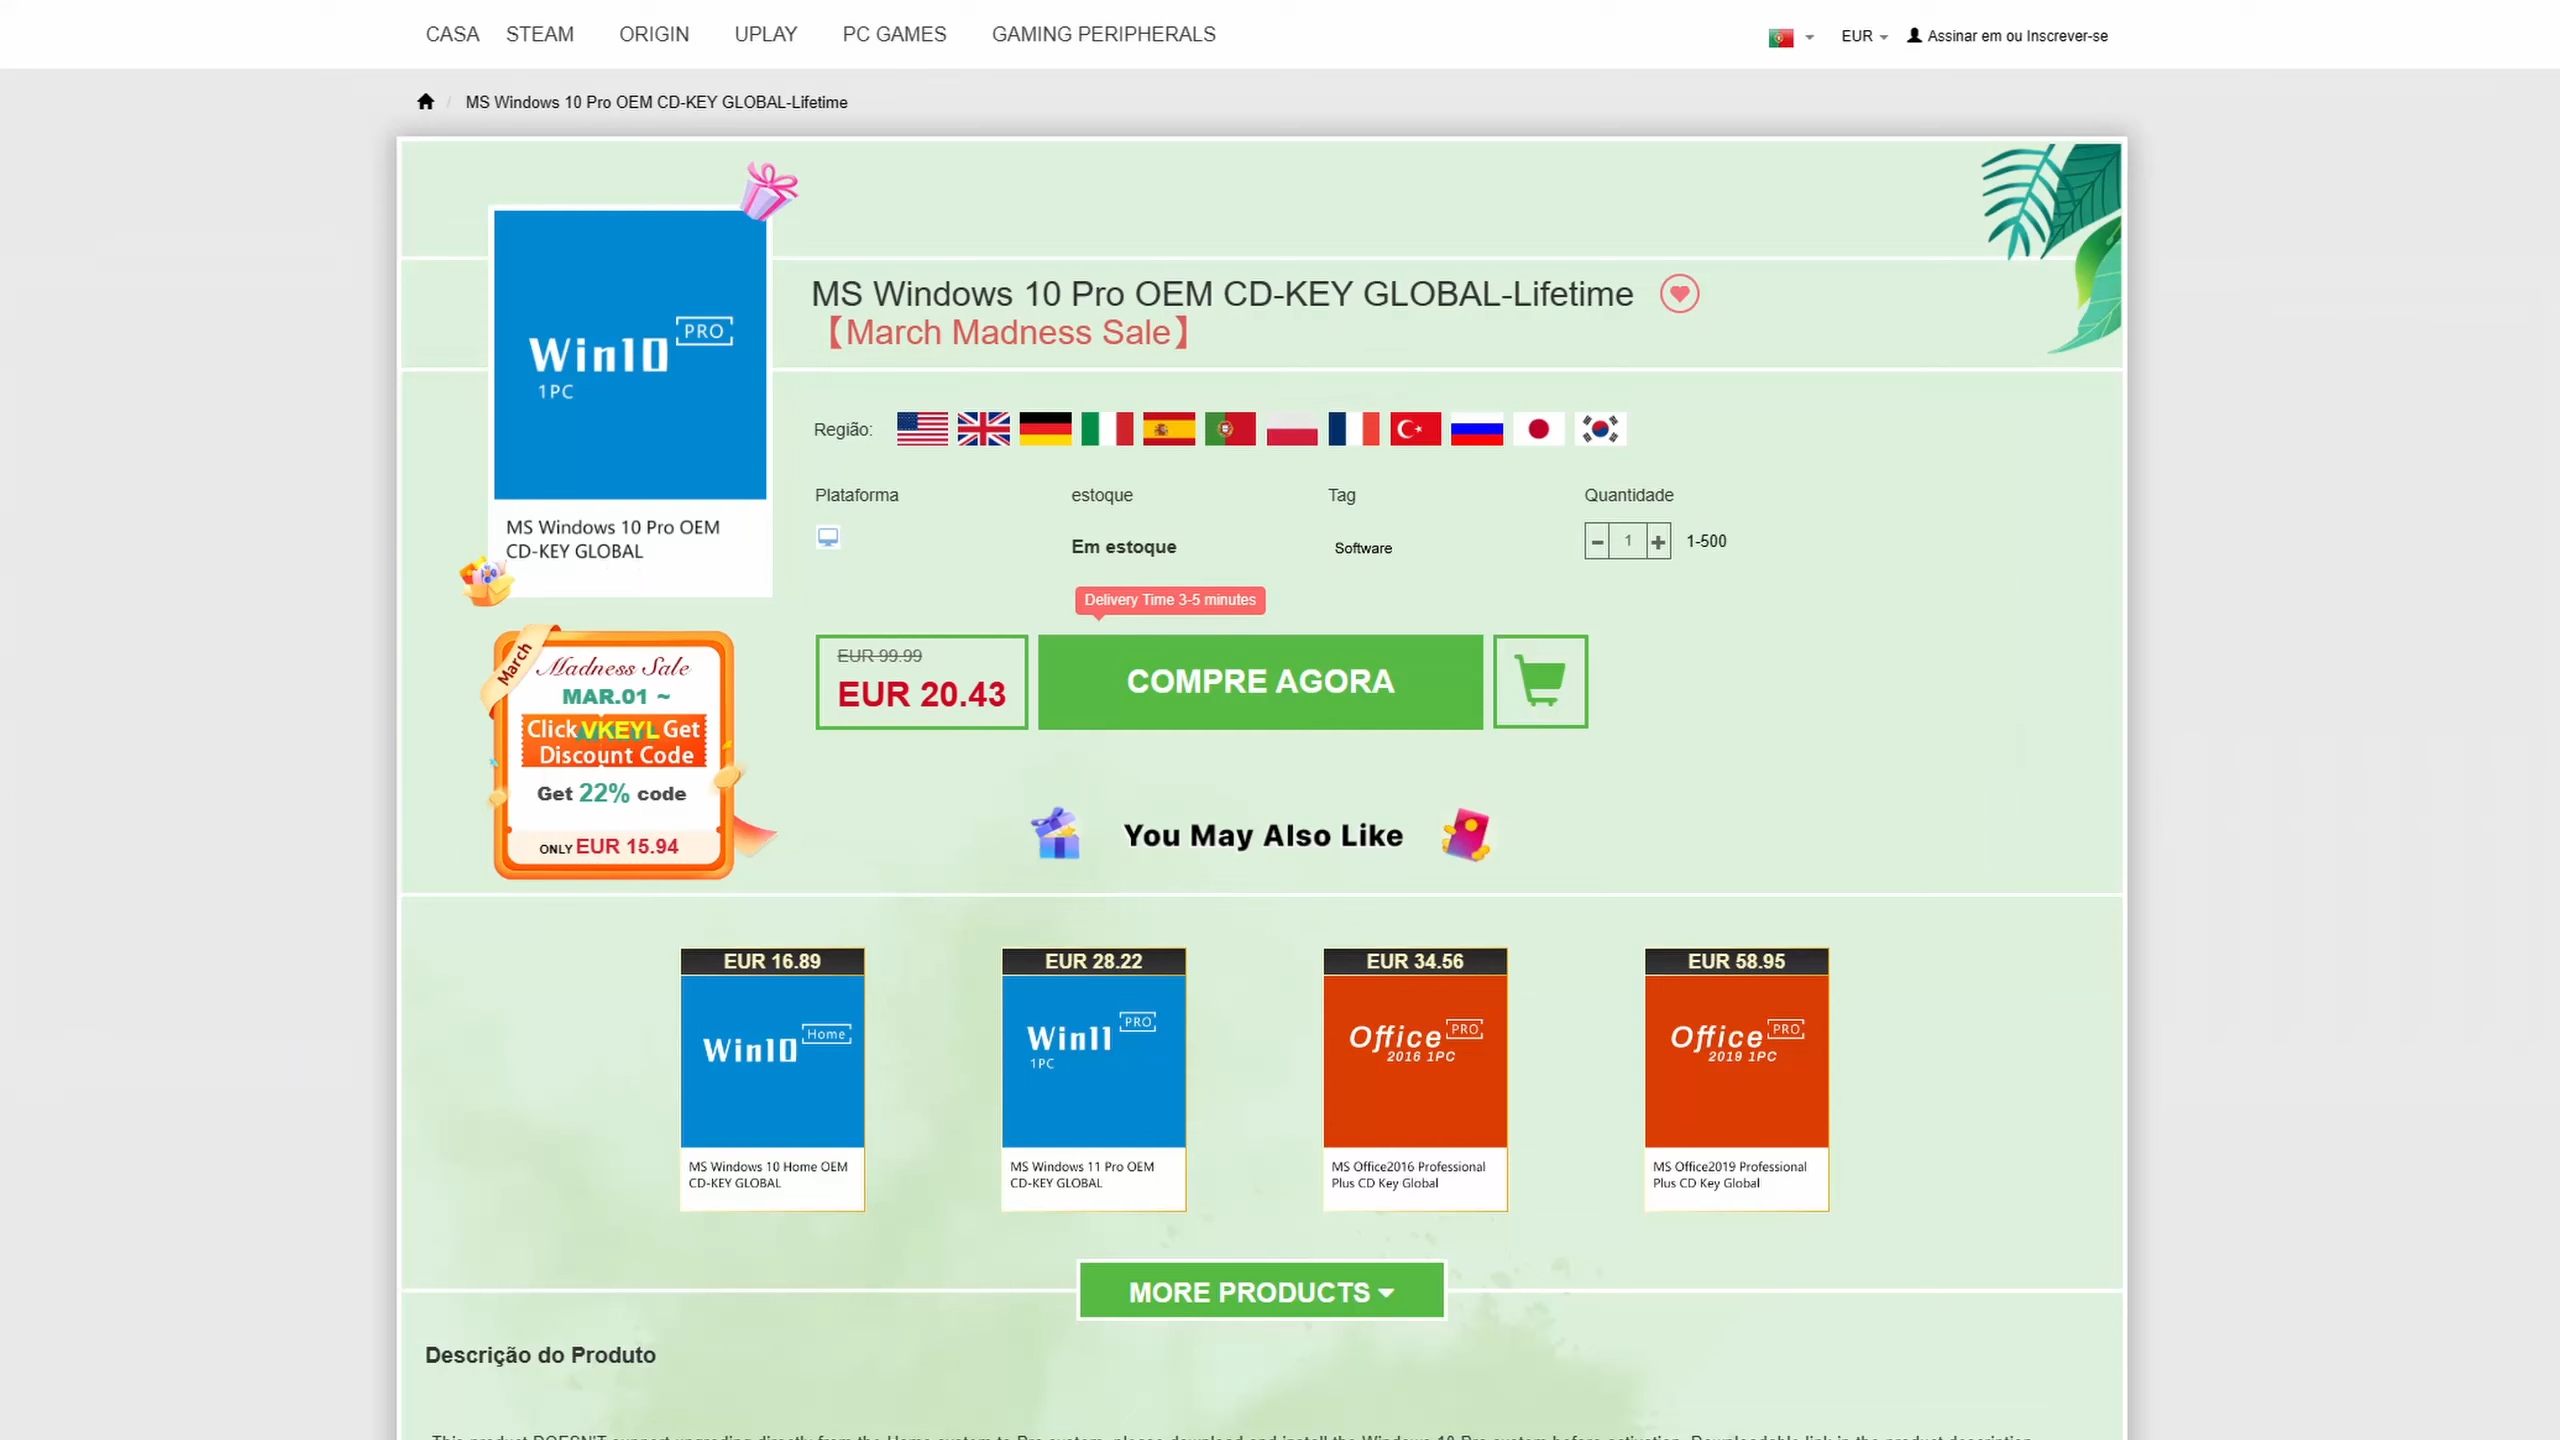 CASA STEAM ORIGIN UPLAY PC GAMES GAMING PERIPHERALS EUR Assinar em ou Inscrever-se
/ MS Windows 10 Pro OEM CD-KEY GLOBAL-Lifetime
Win10 PRO
1PC
MS Windows 10 Pro OEM
CD-KEY GLOBAL
MS Windows 10 Pro OEM CD-KEY GLOBAL-Lifetime
【March Madness Sale】
Região:
Plataforma estoque Tag Quantidade
Em estoque Software 1 1-500
Delivery Time 3-5 minutes
EUR 99.99
EUR 20.43
COMPRE AGORA
March
Madness Sale
MAR.01 ~
Click VKEYL Get
Discount Code
Get 22% code
ONLY EUR 15.94
You May Also Like
EUR 16.89
Win10 Home
MS Windows 10 Home OEM
CD-KEY GLOBAL
EUR 28.22
Win11 PRO
1PC
MS Windows 11 Pro OEM
CD-KEY GLOBAL
EUR 34.56
Office PRO
2016 1PC
MS Office2016 Professional
Plus CD Key Global
EUR 58.95
Office PRO
2019 1PC
MS Office2019 Professional
Plus CD Key Global
MORE PRODUCTS
Descrição do Produto